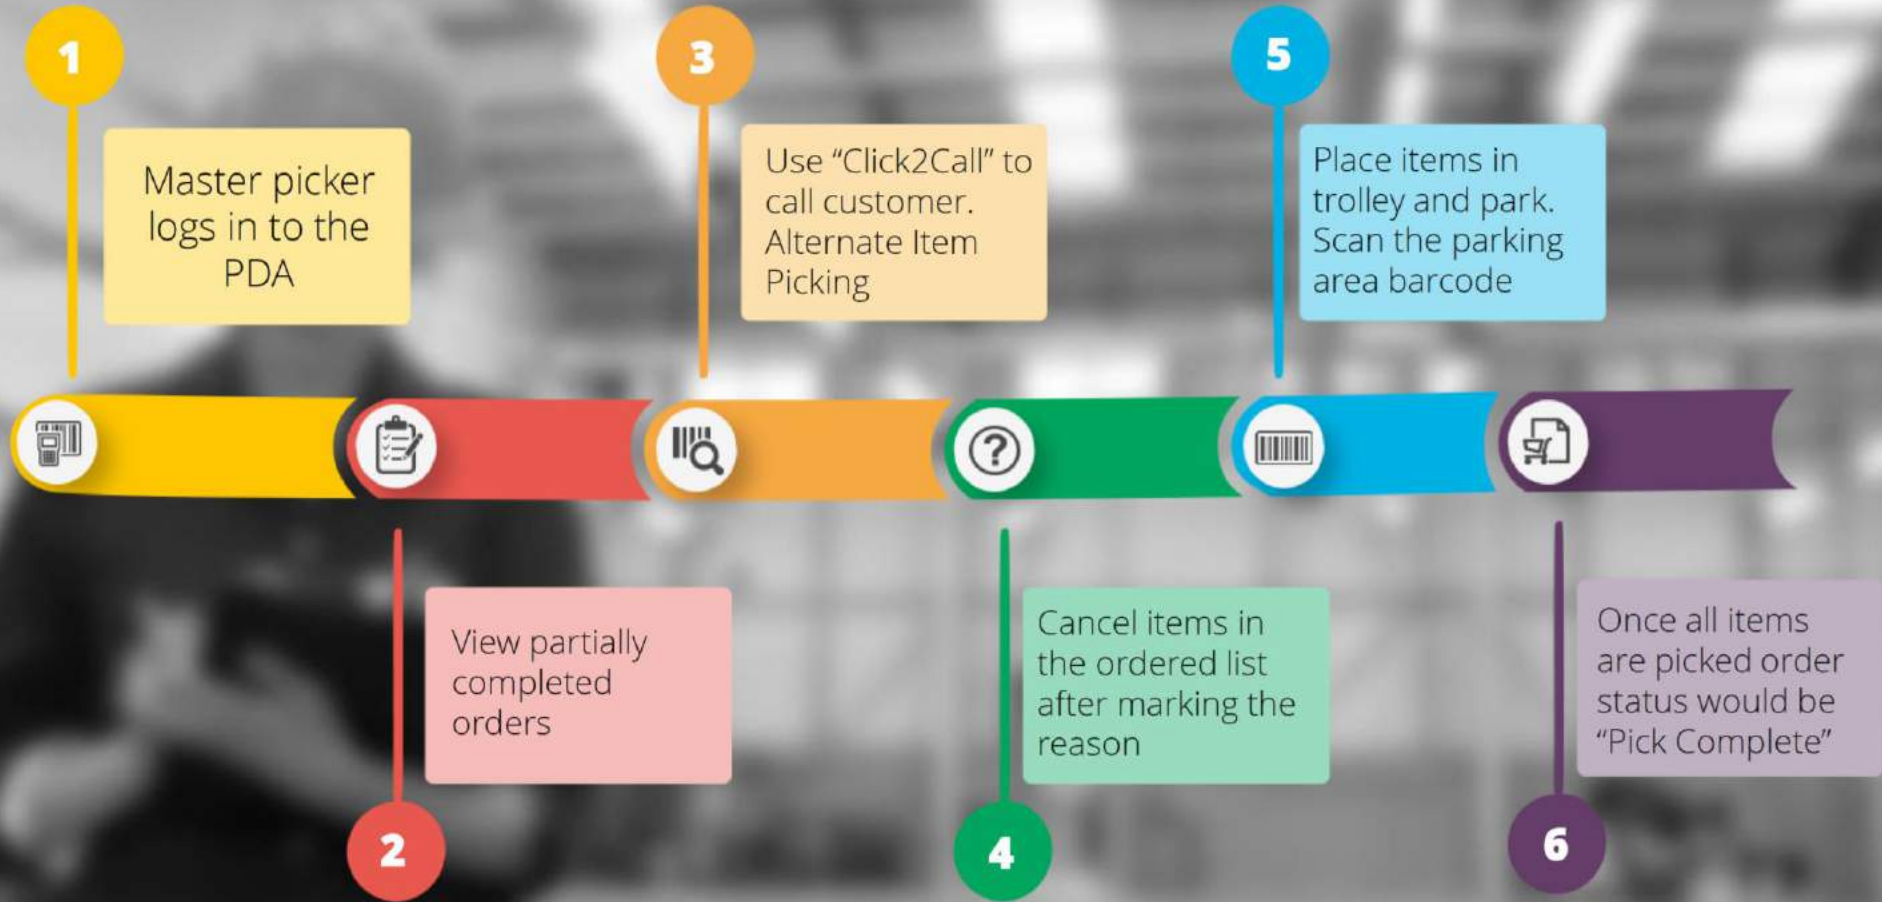 1
Master picker
logs in to the
PDA
2
View partially
completed
orders
3
Use “Click2Call” to
call customer.
Alternate Item
Picking
4
Cancel items in
the ordered list
after marking the
reason
5
Place items in
trolley and park.
Scan the parking
area barcode
6
Once all items
are picked order
status would be
“Pick Complete”